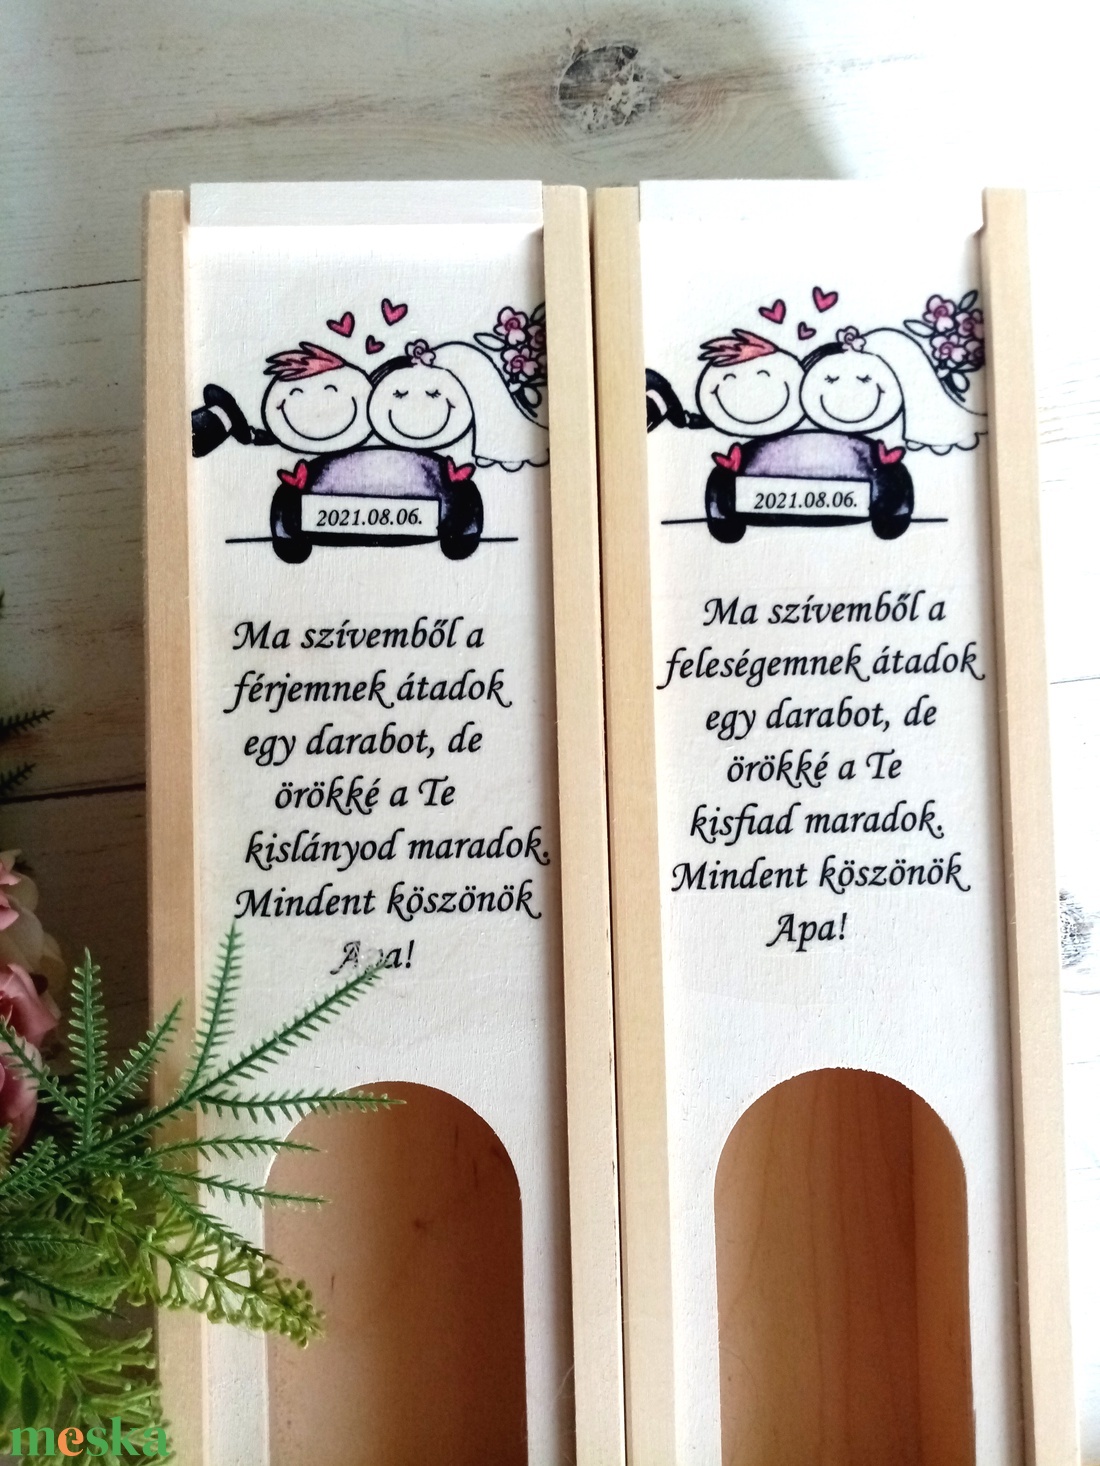 2021.08.06.
Ma szívemből a
férjemnek átadok
egy darabot, de
örökké a Te
kislányod maradok.
Mindent köszönök
Apa!
2021.08.06.
Ma szívemből a
feleségemnek átadok
egy darabot, de
örökké a Te
kisfiad maradok.
Mindent köszönök
Apa!
meska